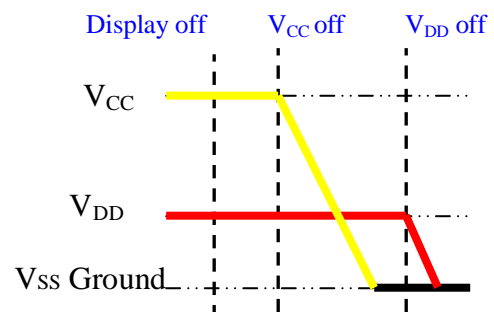 Display off VCC off VDD off
VCC
VDD
VSS Ground